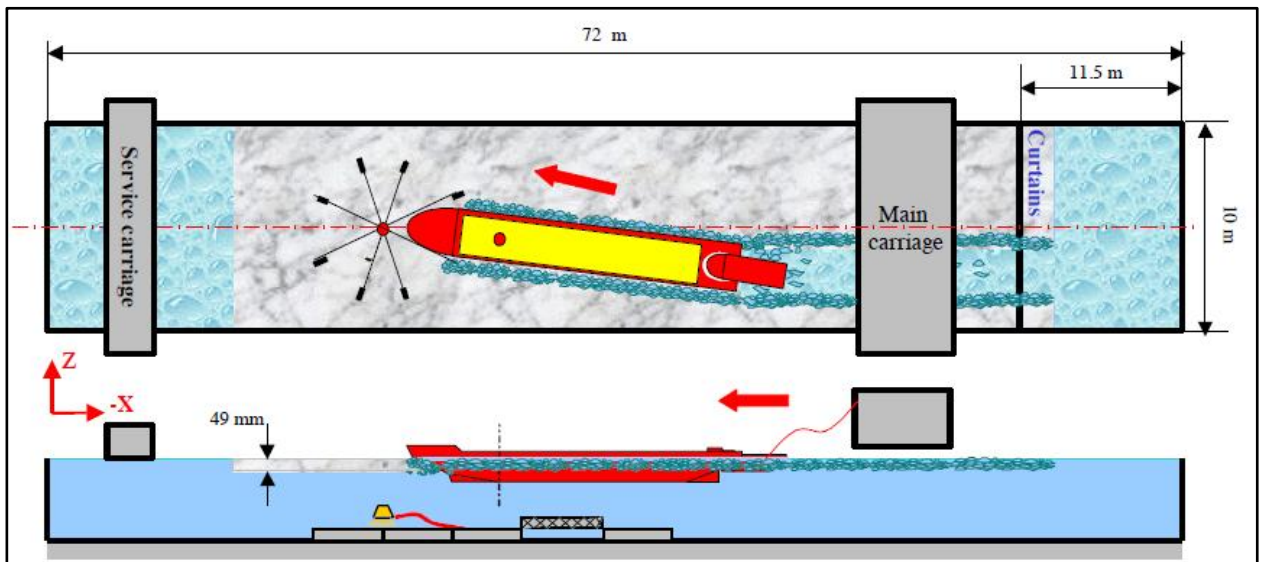 72 m
11.5 m
Service carriage
Main
carriage
Curtains
10 m
Z
-X
49 mm